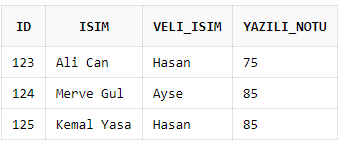 ID ISIM VELI_ISIM YAZILI_NOTU
123 Ali Can Hasan 75
124 Merve Gul Ayse 85
125 Kemal Yasa Hasan 85